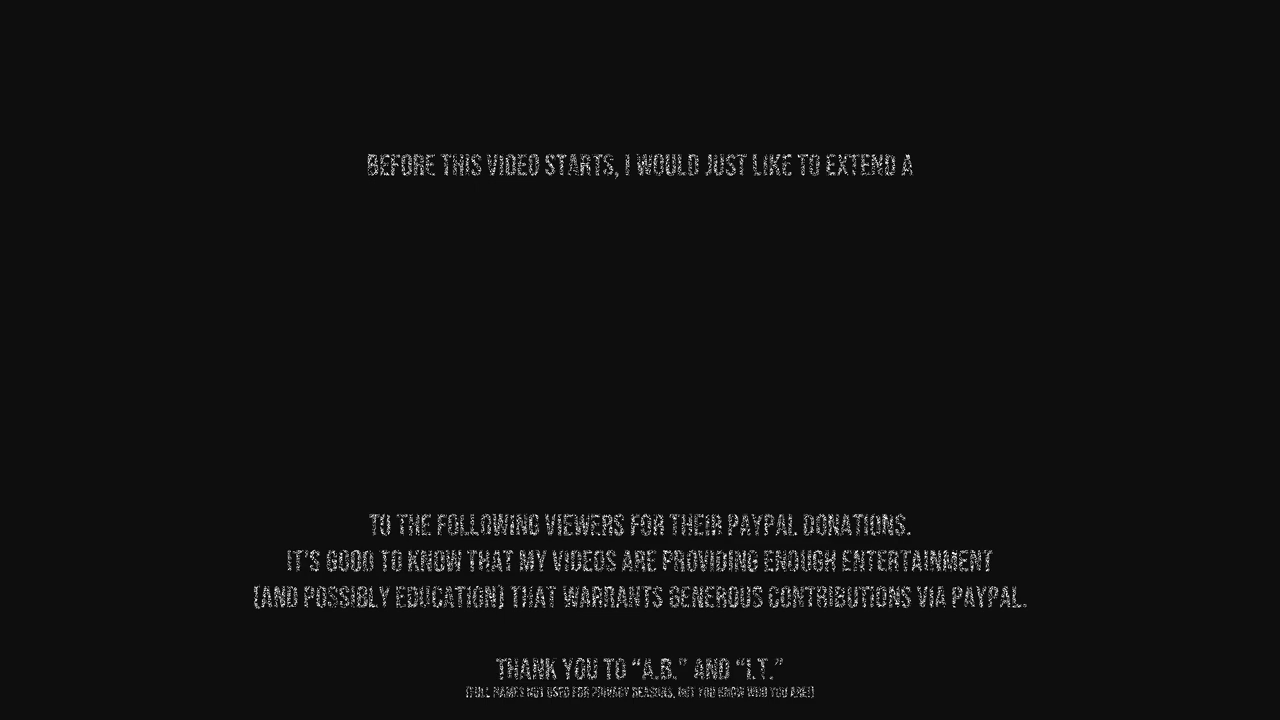 BEFORE THIS VIDEO STARTS, I WOULD JUST LIKE TO EXTEND A
TO THE FOLLOWING VIEWERS FOR THEIR PAYPAL DONATIONS.
IT'S GOOD TO KNOW THAT MY VIDEOS ARE PROVIDING ENOUGH ENTERTAINMENT
(AND POSSIBLY EDUCATION) THAT WARRANTS GENEROUS CONTRIBUTIONS VIA PAYPAL.
THANK YOU TO “A.B.” AND “I.T.”
(FULL NAMES NOT USED FOR PRIVACY REASONS, BUT YOU KNOW WHO YOU ARE!)